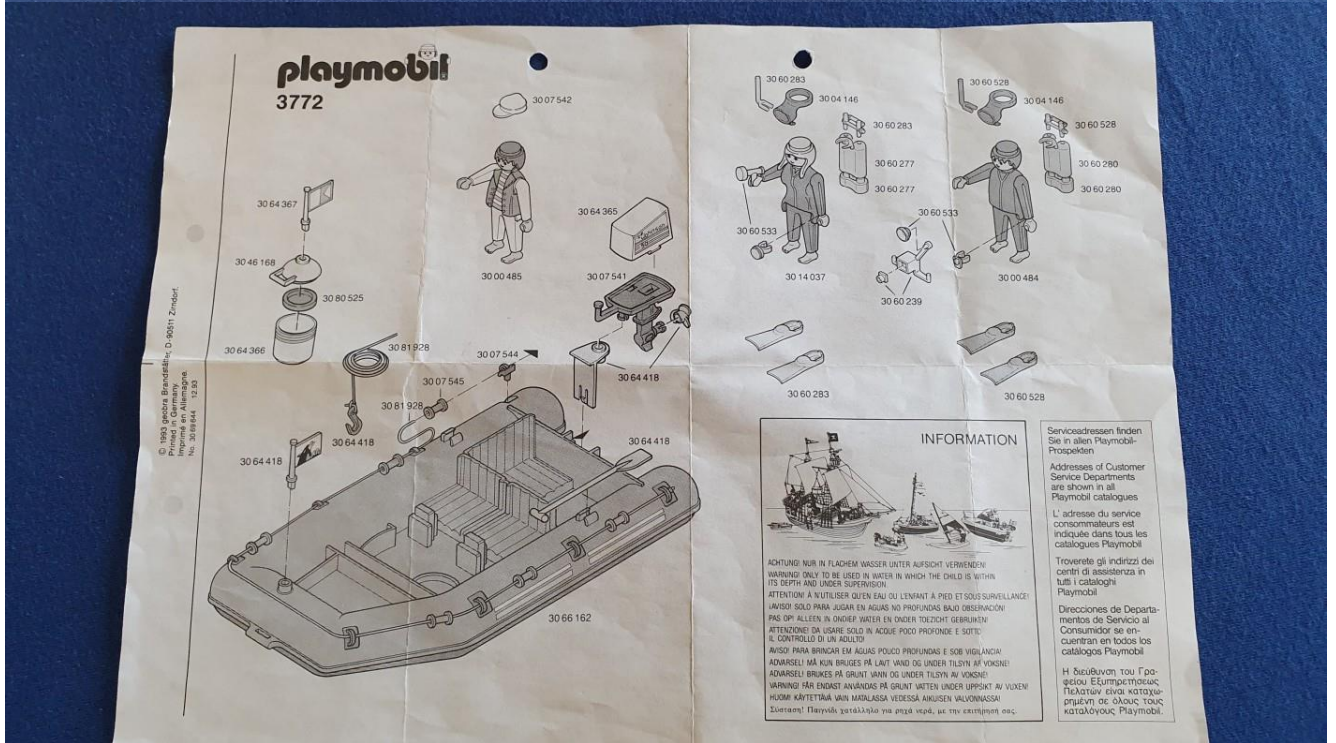 playmobil
3772
30 07 542
30 64 367
30 46 168
30 80 525
30 64 366
30 00 485
30 64 365
30 07 541
30 81 928
30 07 544
30 07 545
30 81 928
30 64 418
30 64 418
30 64 418
30 64 418
30 66 162
30 60 283
30 04 146
30 60 283
30 60 277
30 60 277
30 60 533
30 14 037
30 60 528
30 04 146
30 60 528
30 60 280
30 60 280
30 60 533
30 00 484
30 60 239
30 60 283
30 60 528
© 1993 geobra Brandstätter, D-90511 Zirndorf.
Printed in Germany.
Imprimé en Allemagne.
No. 30 69 644 12.93
INFORMATION
ACHTUNG! NUR IN FLACHEM WASSER UNTER AUFSICHT VERWENDEN!
WARNING! ONLY TO BE USED IN WATER IN WHICH THE CHILD IS WITHIN
ITS DEPTH AND UNDER SUPERVISION
ATTENTION! À N'UTILISER QU'EN EAU OU L'ENFANT À PIED ET SOUS SURVEILLANCE!
¡AVISO! SOLO PARA JUGAR EN AGUAS NO PROFUNDAS BAJO OBSERVACIÓN!
PAS OP! ALLEEN IN ONDIEP WATER EN ONDER TOEZICHT GEBRUIKEN!
ATTENZIONE! DA USARE SOLO IN ACQUE POCO PROFONDE E SOTTO
IL CONTROLLO DI UN ADULTO!
AVISO! PARA BRINCAR EM ÁGUAS POUCO PROFUNDAS E SOB VIGILÂNCIA!
ADVARSEL! MÅ KUN BRUGES PÅ LAVT VAND OG UNDER TILSYN AF VOKSNE!
ADVARSEL! BRUKES PÅ GRUNT VANN OG UNDER TILSYN AV VOKSNE!
VARNING! FÅR ENDAST ANVÄNDAS PÅ GRUNT VATTEN UNDER UPPSIKT AV VUXEN!
HUOM! KÄYTETTÄVÄ VAIN MATALASSA VEDESSÄ AIKUISEN VALVONNASSA!
Σύσταση! Παιγνίδι κατάλληλο για ρηχά νερά, με την επιτήρησή σας.
Serviceadressen finden
Sie in allen Playmobil-
Prospekten
Addresses of Customer
Service Departments
are shown in all
Playmobil catalogues
L' adresse du service
consommateurs est
indiquée dans tous les
catalogues Playmobil
Troverete gli indirizzi dei
centri di assistenza in
tutti i cataloghi
Playmobil
Direcciones de Departa-
mentos de Servicio al
Consumidor se en-
cuentran en todos los
catálogos Playmobil
Η διεύθυνση του Γρα-
φείου Εξυπηρετήσεως
Πελατών είναι καταχω-
ρημένη σε όλους τους
καταλόγους Playmobil.